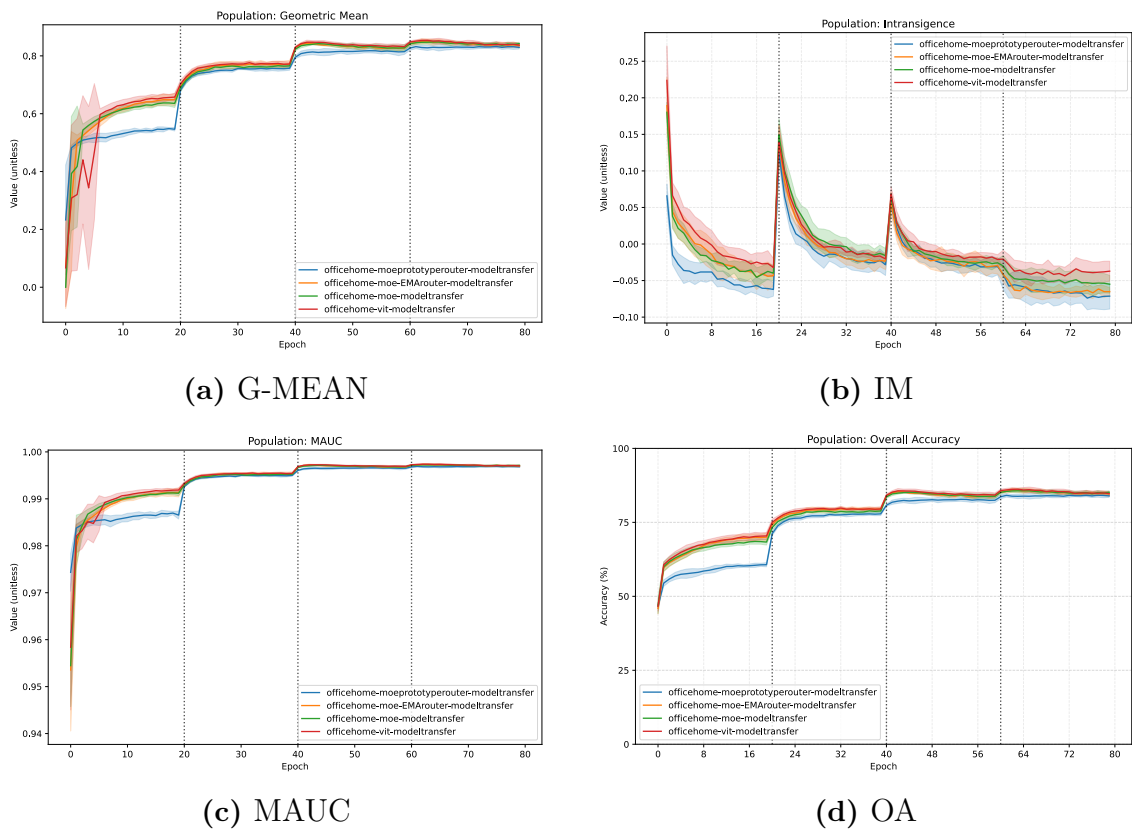 Population: Geometric Mean
Value (unitless)
0.8
0.6
0.4
0.2
0.0
officehome-moeprototyperouter-modeltransfer
officehome-moe-EMArouter-modeltransfer
officehome-moe-modeltransfer
officehome-vit-modeltransfer
0 10 20 30 40 50 60 70 80
Epoch
(a) G-MEAN
Population: Intransigence
Value (unitless)
0,25
0,20
0,15
0,10
0,05
0,00
−0,05
−0,10
officehome-moeprototyperouter-modeltransfer
officehome-moe-EMArouter-modeltransfer
officehome-moe-modeltransfer
officehome-vit-modeltransfer
0 8 16 24 32 40 48 56 64 72 80
Epoch
(b) IM
Population: MAUC
Value (unitless)
1.00
0.99
0.98
0.97
0.96
0.95
0.94
officehome-moeprototyperouter-modeltransfer
officehome-moe-EMArouter-modeltransfer
officehome-moe-modeltransfer
officehome-vit-modeltransfer
0 10 20 30 40 50 60 70 80
Epoch
(c) MAUC
Population: Overall Accuracy
Accuracy (%)
100
75
50
25
0
officehome-moeprototyperouter-modeltransfer
officehome-moe-EMArouter-modeltransfer
officehome-moe-modeltransfer
officehome-vit-modeltransfer
0 8 16 24 32 40 48 56 64 72 80
Epoch
(d) OA